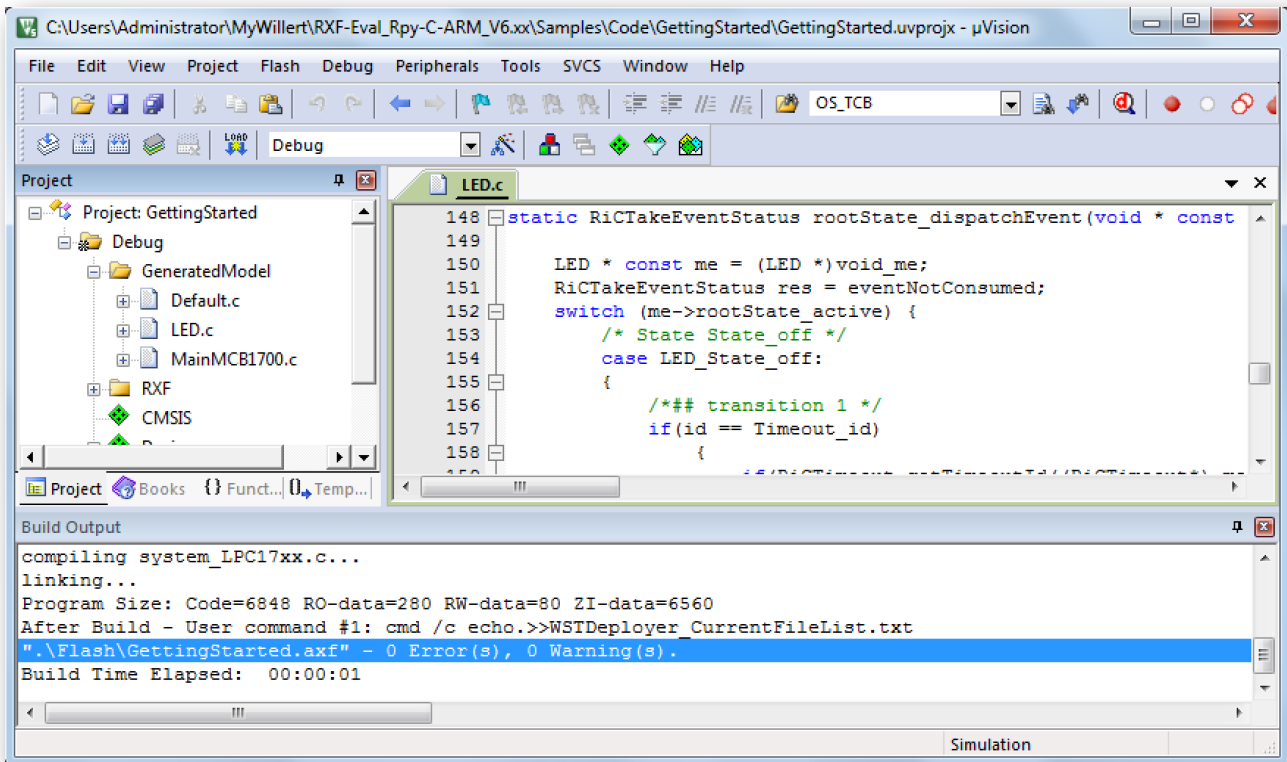 C:\Users\Administrator\MyWillert\RXF-Eval_Rpy-C-ARM_V6.xx\Samples\Code\GettingStarted\GettingStarted.uvprojx - µVision
File Edit View Project Flash Debug Peripherals Tools SVCS Window Help
OS_TCB
LOAD
Debug
Project
Project: GettingStarted
Debug
GeneratedModel
Default.c
LED.c
MainMCB1700.c
RXF
CMSIS
Project Books {} Funct... Temp...
LED.c
148 static RiCTakeEventStatus rootState_dispatchEvent(void * const
149
150 LED * const me = (LED *)void_me;
151 RiCTakeEventStatus res = eventNotConsumed;
152 switch (me->rootState_active) {
153 /* State State_off */
154 case LED_State_off:
155 {
156 /*## transition 1 */
157 if(id == Timeout_id)
158 {
Build Output
compiling system_LPC17xx.c...
linking...
Program Size: Code=6848 RO-data=280 RW-data=80 ZI-data=6560
After Build - User command #1: cmd /c echo.>>WSTDeployer_CurrentFileList.txt
".\Flash\GettingStarted.axf" - 0 Error(s), 0 Warning(s).
Build Time Elapsed: 00:00:01
Simulation